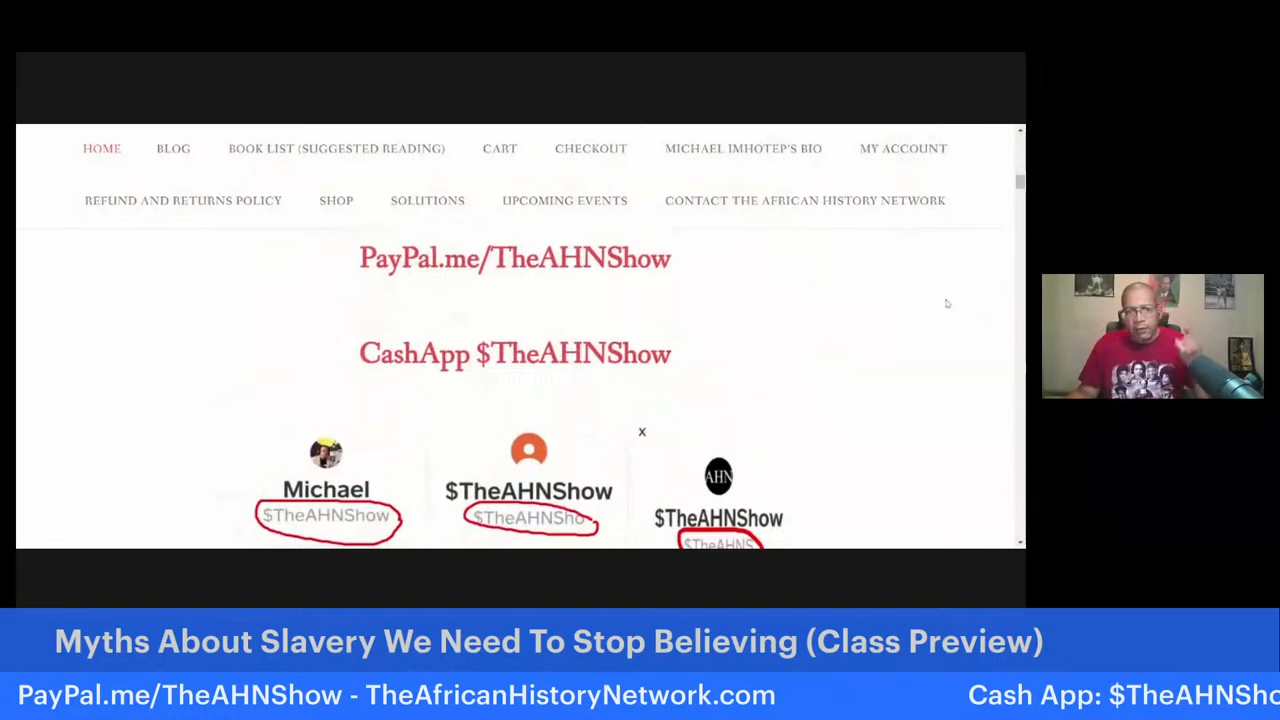 HOME BLOG BOOK LIST (SUGGESTED READING) CART CHECKOUT MICHAEL IMHOTEP'S BIO MY ACCOUNT
REFUND AND RETURNS POLICY SHOP SOLUTIONS UPCOMING EVENTS CONTACT THE AFRICAN HISTORY NETWORK
PayPal.me/TheAHNShow
CashApp $TheAHNShow
X
AHN
Michael $TheAHNShow
$TheAHNShow $TheAHNSho
$TheAHNShow
$TheAHNS
Myths About Slavery We Need To Stop Believing (Class Preview)
PayPal.me/TheAHNShow - TheAfricanHistoryNetwork.com Cash App: $TheAHNSho